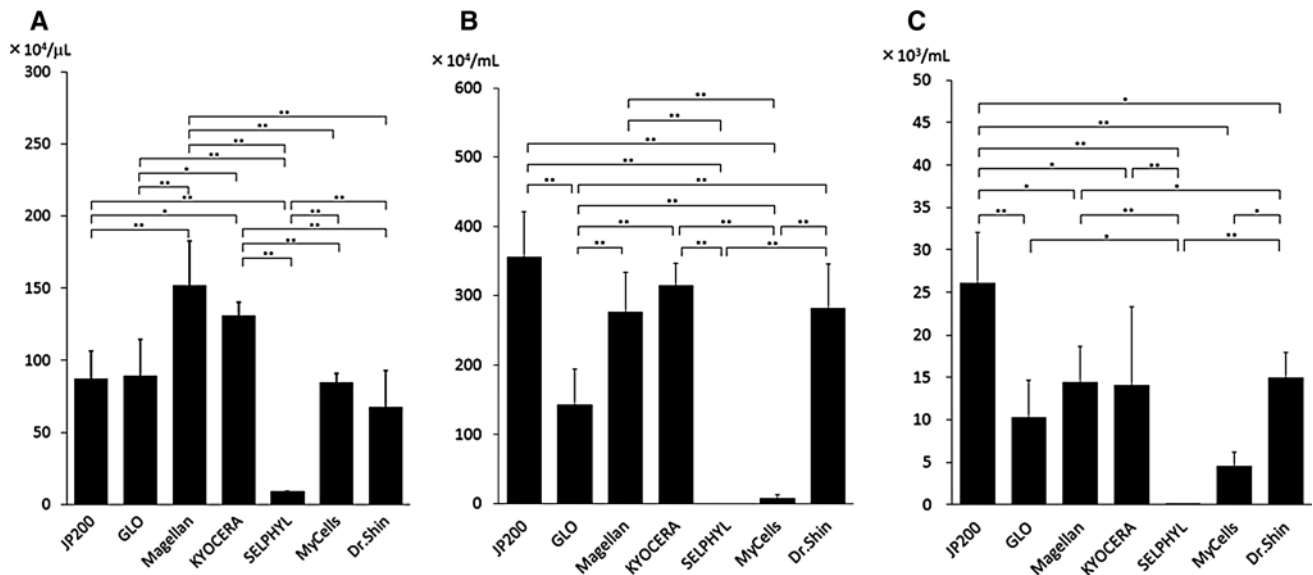 A
×10⁴/μL
300
250
200
150
100
50
0
JP200
GLO
Magellan
KYOCERA
SELPHYL
MyCells
Dr.Shin
B
×10⁴/mL
600
500
400
300
200
100
0
JP200
GLO
Magellan
KYOCERA
SELPHYL
MyCells
Dr.Shin
C
×10³/mL
50
45
40
35
30
25
20
15
10
5
0
JP200
GLO
Magellan
KYOCERA
SELPHYL
MyCells
Dr.Shin